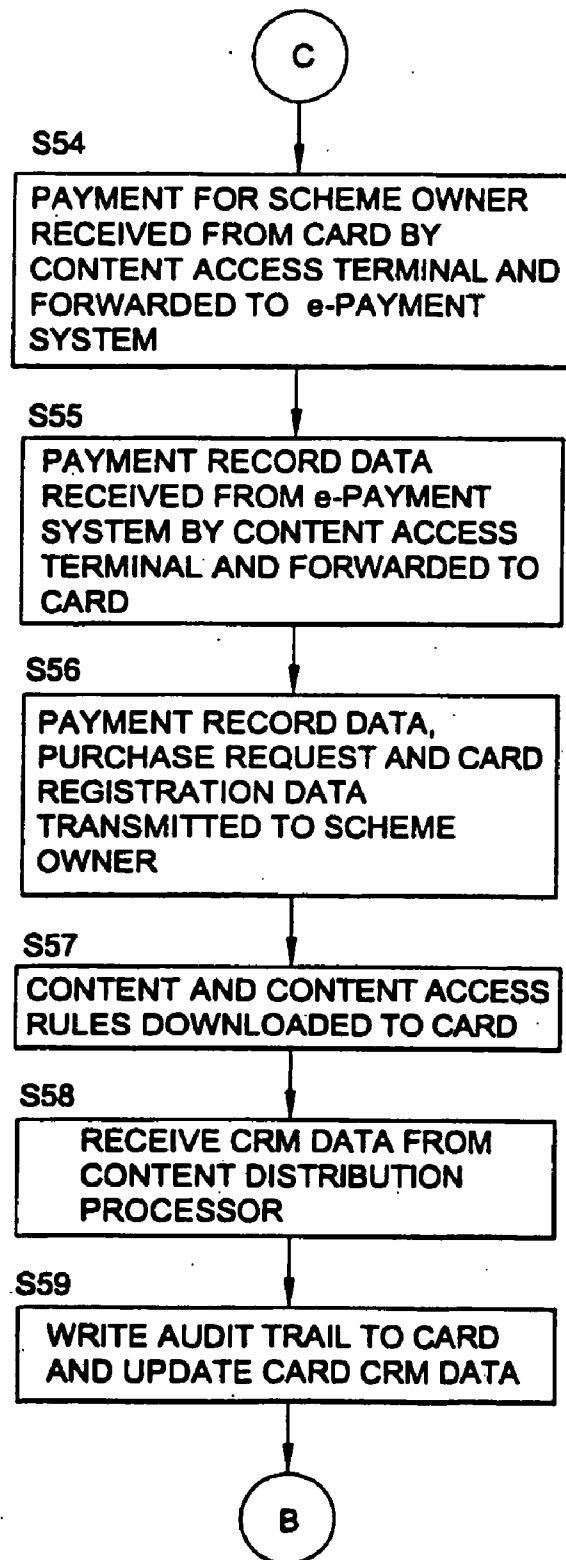 C
S54
PAYMENT FOR SCHEME OWNER
RECEIVED FROM CARD BY
CONTENT ACCESS TERMINAL AND
FORWARDED TO e-PAYMENT
SYSTEM
S55
PAYMENT RECORD DATA
RECEIVED FROM e-PAYMENT
SYSTEM BY CONTENT ACCESS
TERMINAL AND FORWARDED TO
CARD
S56
PAYMENT RECORD DATA,
PURCHASE REQUEST AND CARD
REGISTRATION DATA
TRANSMITTED TO SCHEME
OWNER
S57
CONTENT AND CONTENT ACCESS
RULES DOWNLOADED TO CARD
S58
RECEIVE CRM DATA FROM
CONTENT DISTRIBUTION
PROCESSOR
S59
WRITE AUDIT TRAIL TO CARD
AND UPDATE CARD CRM DATA
B